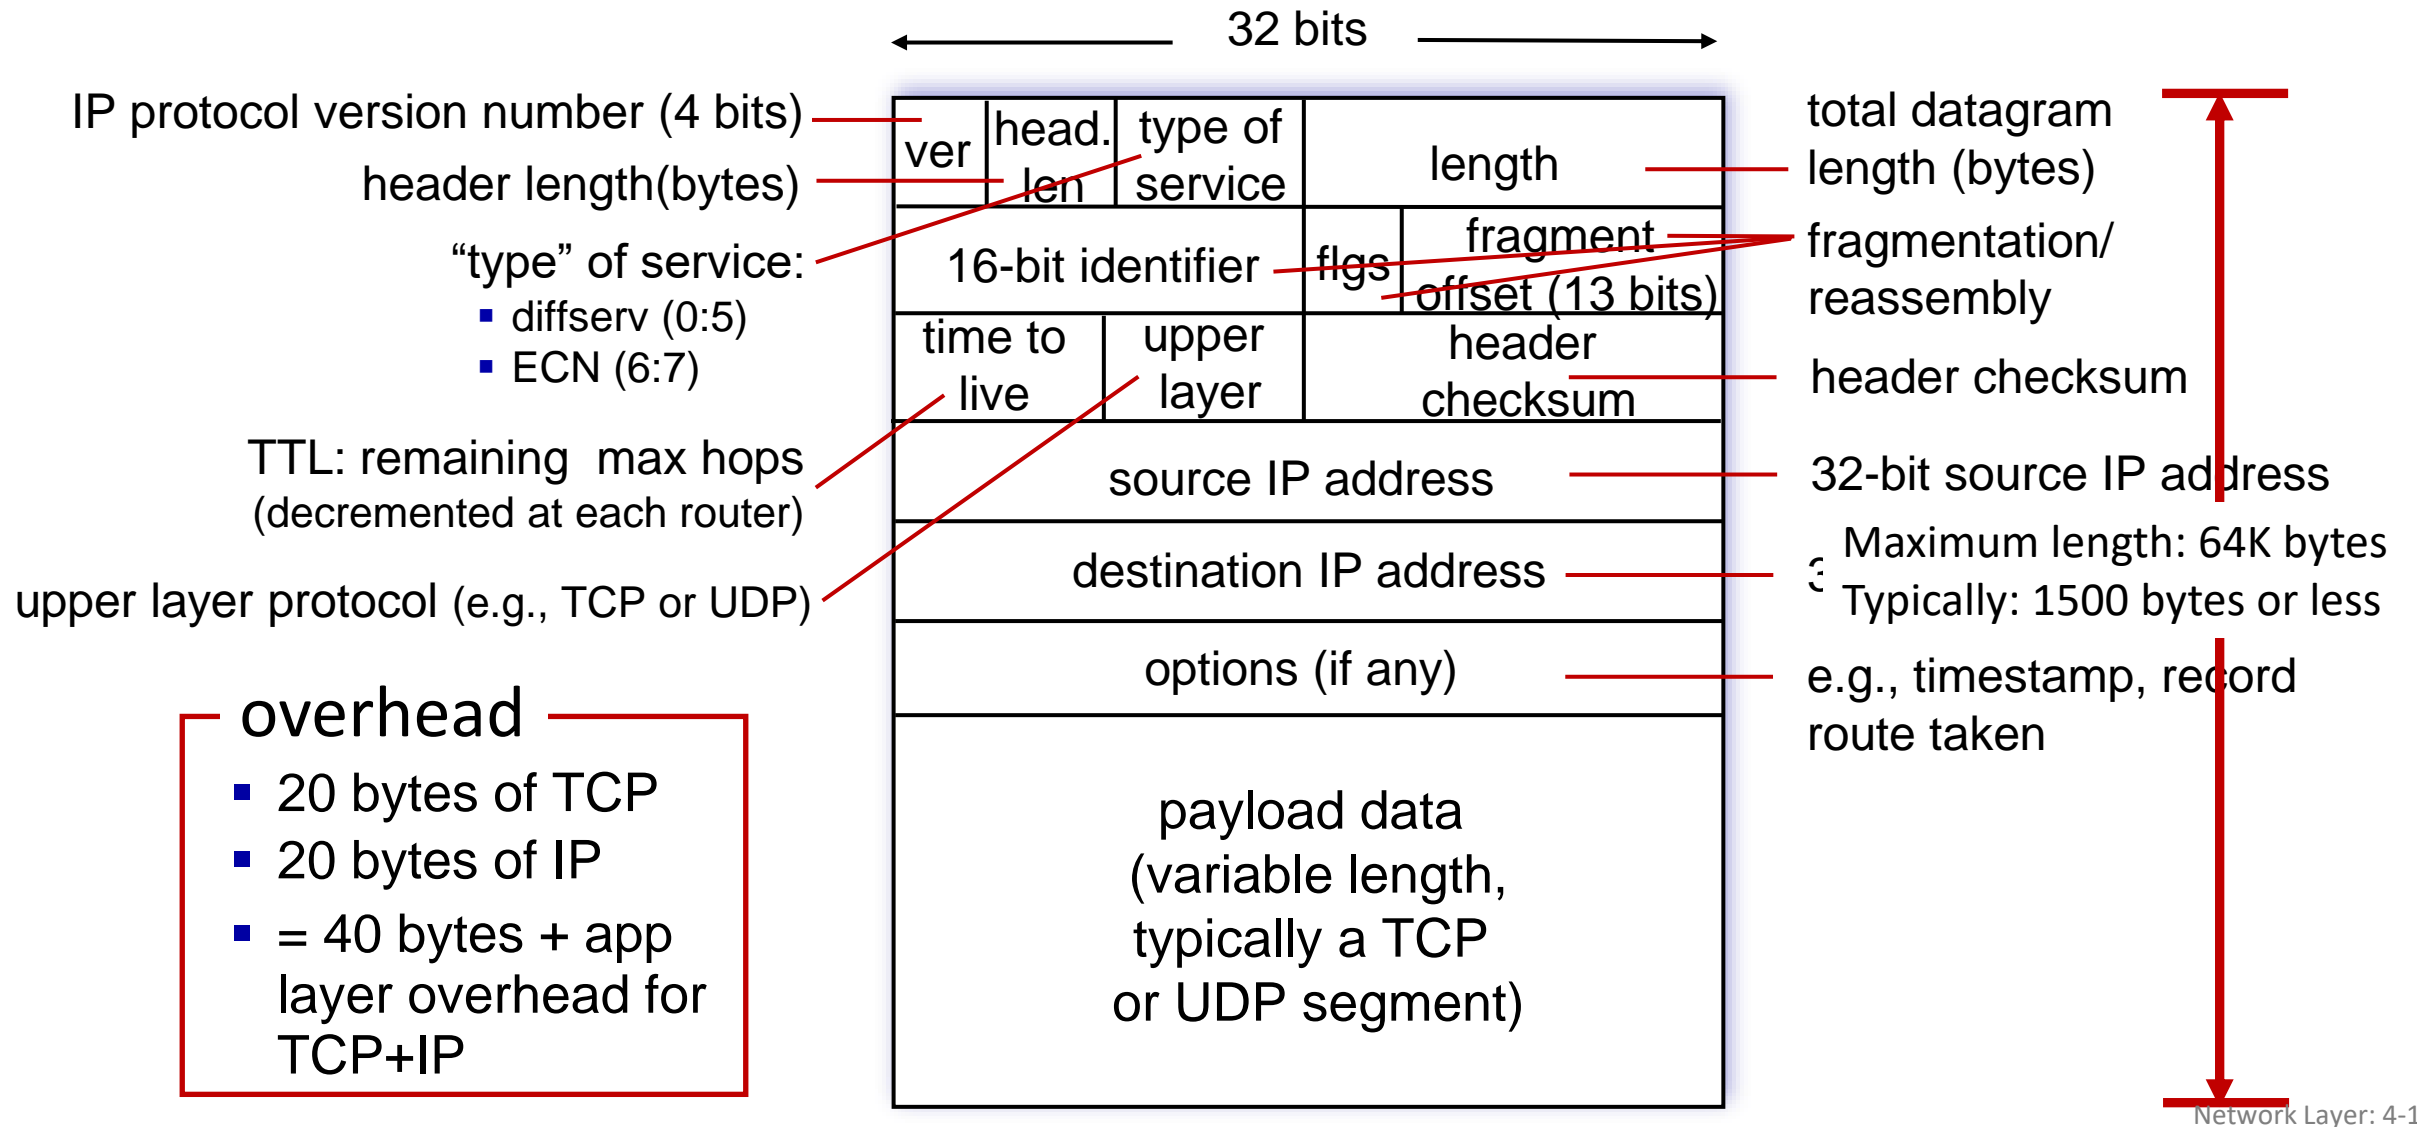 32 bits
IP protocol version number (4 bits)
header length(bytes)
“type” of service:
▪ diffserv (0:5)
▪ ECN (6:7)
TTL: remaining max hops
(decremented at each router)
upper layer protocol (e.g., TCP or UDP)
overhead
▪ 20 bytes of TCP
▪ 20 bytes of IP
▪ = 40 bytes + app
layer overhead for
TCP+IP
ver
head.
len
type of
service
length
16-bit identifier
flgs
fragment
offset (13 bits)
time to
live
upper
layer
header
checksum
source IP address
destination IP address
options (if any)
payload data
(variable length,
typically a TCP
or UDP segment)
total datagram
length (bytes)
fragmentation/
reassembly
header checksum
32-bit source IP address
Maximum length: 64K bytes
Typically: 1500 bytes or less
e.g., timestamp, record
route taken
Network Layer: 4-1